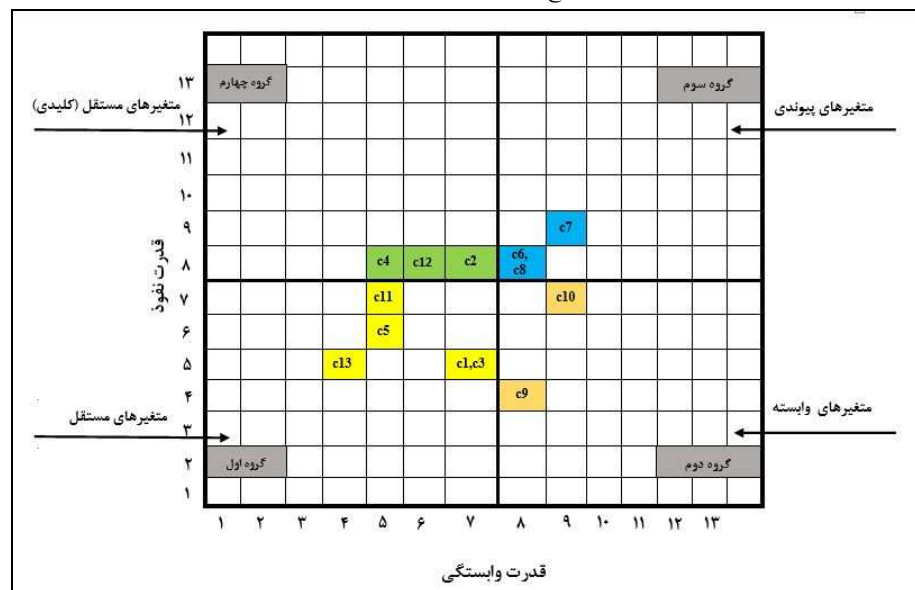 ۱۳
گروه چهارم
گروه سوم
متغیرهای مستقل (کلیدی)
متغیرهای پیوندی
۱۲
۱۱
۱۰
۹
c7
قدرت نفوذ
۸
c4 c12 c2 c6,
c8
۷
c11 c10
۶
c5
۵
c13 c1,c3
۴
c9
متغیرهای مستقل
متغیرهای وابسته
۳
۲
گروه اول
گروه دوم
۱
۱ ۲ ۳ ۴ ۵ ۶ ۷ ۸ ۹ ۱۰ ۱۱ ۱۲ ۱۳
قدرت وابستگی